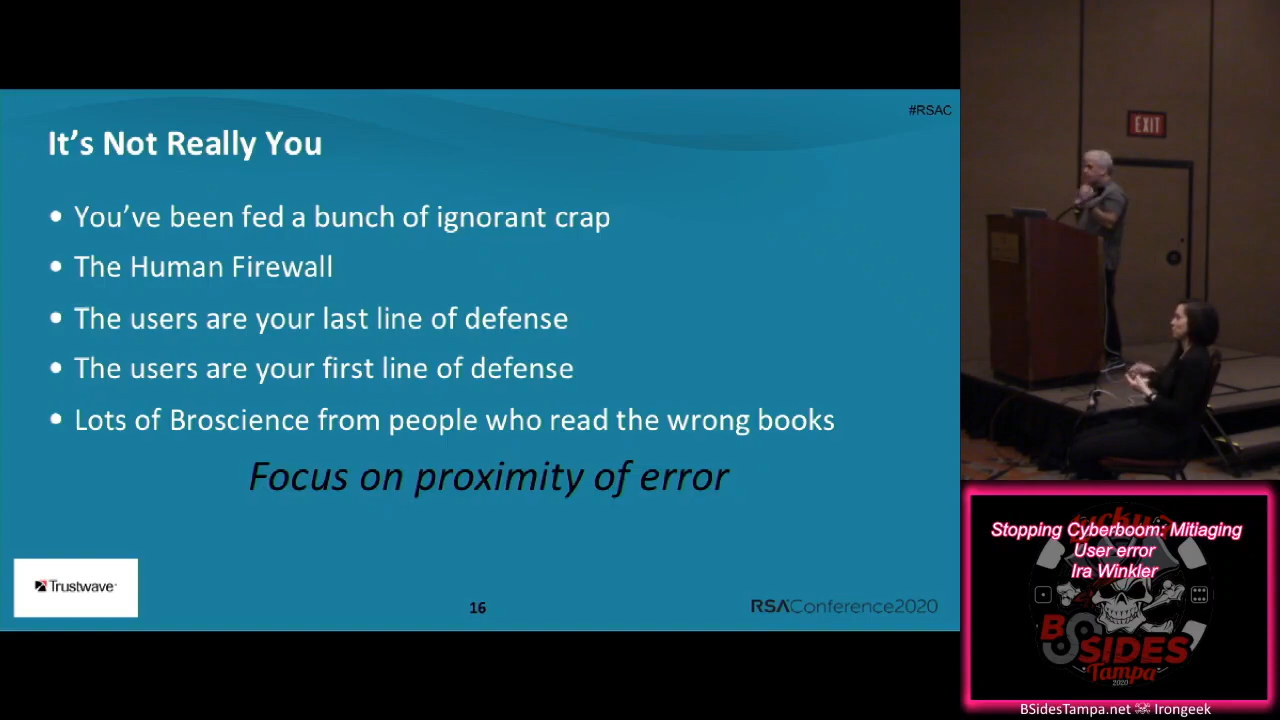 #RSAC
It's Not Really You
• You've been fed a bunch of ignorant crap
• The Human Firewall
• The users are your last line of defense
• The users are your first line of defense
• Lots of Broscience from people who read the wrong books
Focus on proximity of error
Trustwave
16
RSAConference2020
EXIT
Stopping Cyberboom: Mitiaging
User error
Ira Winkler
B SIDES
Tampa
2020
BSidesTampa.net Irongeek